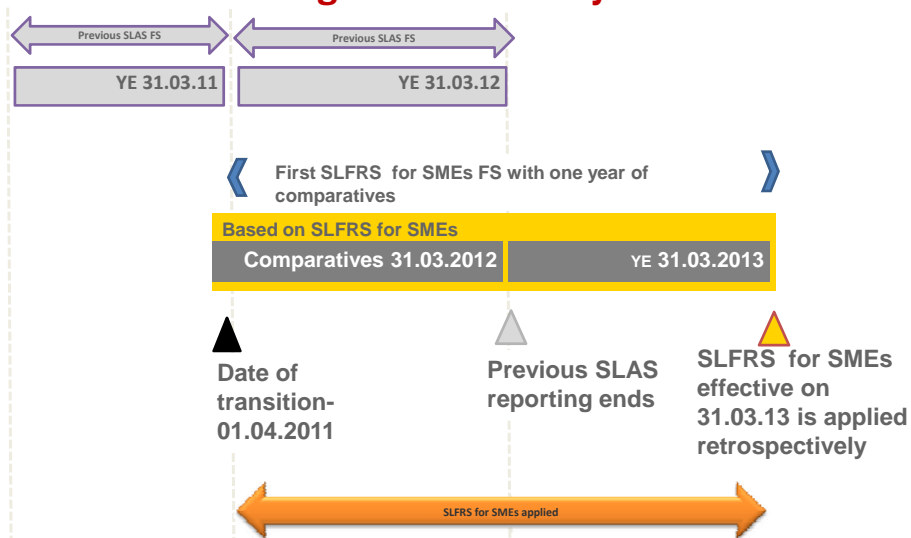 Previous SLAS FS
Previous SLAS FS
YE 31.03.11
YE 31.03.12
First SLFRS for SMEs FS with one year of
comparatives
Based on SLFRS for SMEs
Comparatives 31.03.2012
YE 31.03.2013
Date of
transition-
01.04.2011
Previous SLAS
reporting ends
SLFRS for SMEs
effective on
31.03.13 is applied
retrospectively
SLFRS for SMEs applied